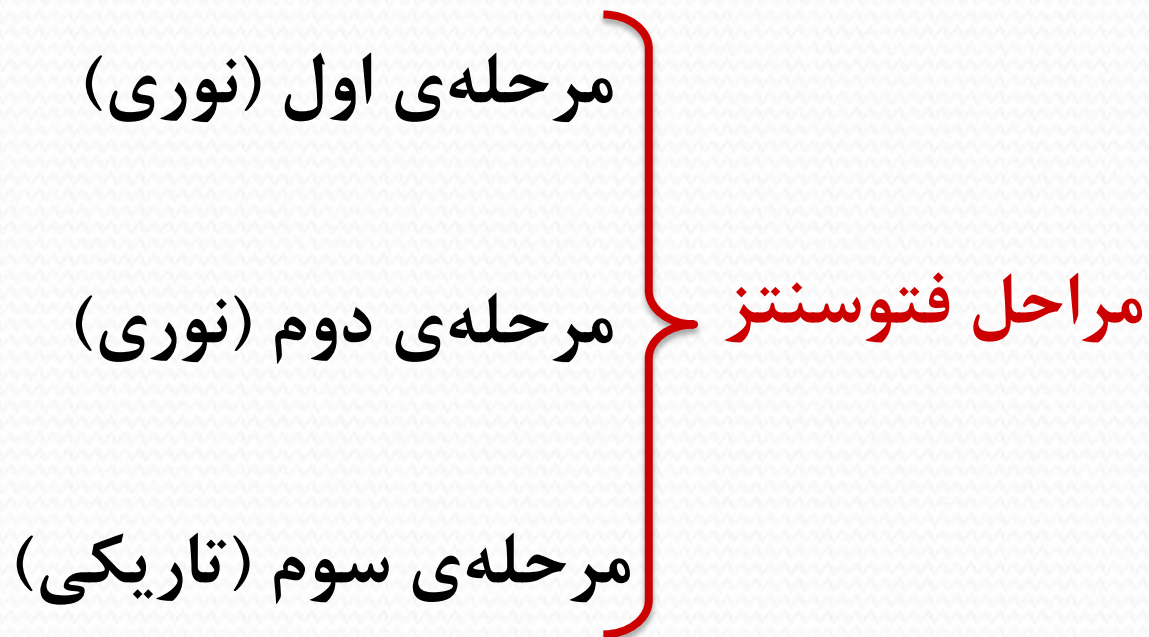 مراحل فتوسنتز
مرحله‌ی اول (نوری)
مرحله‌ی دوم (نوری)
مرحله‌ی سوم (تاریکی)